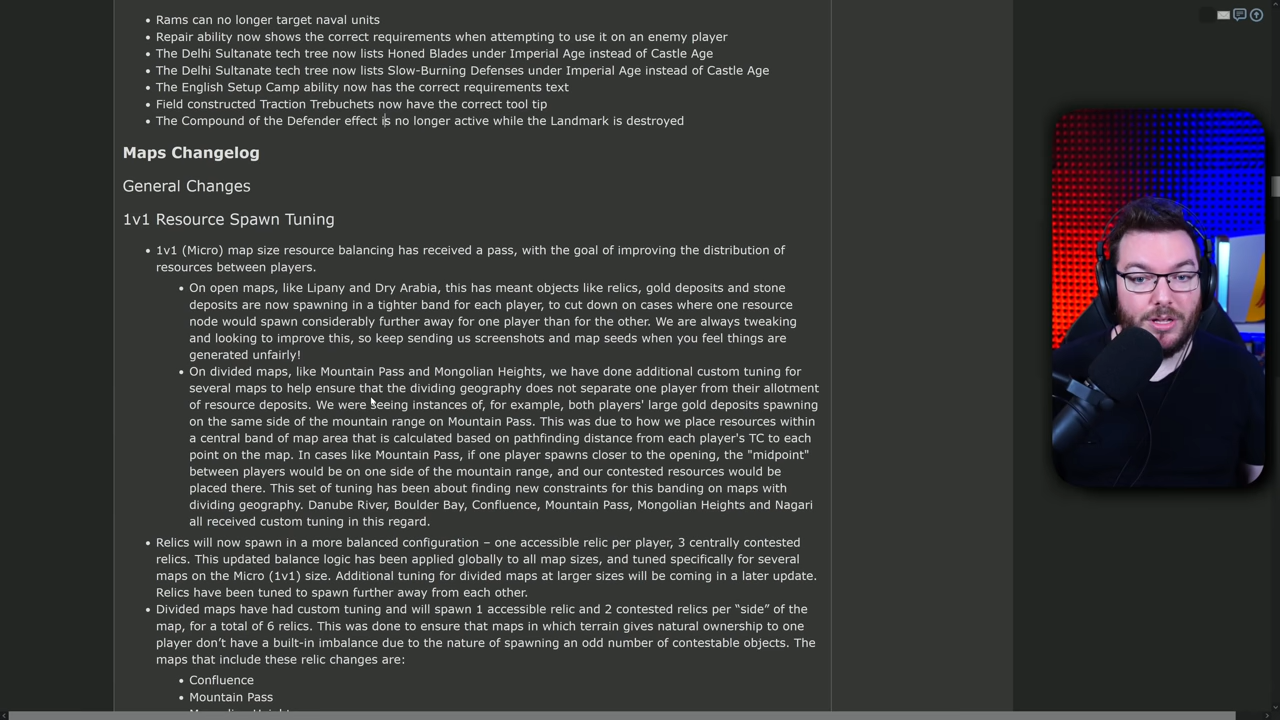 Rams can no longer target naval units
Repair ability now shows the correct requirements when attempting to use it on an enemy player
The Delhi Sultanate tech tree now lists Honed Blades under Imperial Age instead of Castle Age
The Delhi Sultanate tech tree now lists Slow-Burning Defenses under Imperial Age instead of Castle Age
The English Setup Camp ability now has the correct requirements text
Field constructed Traction Trebuchets now have the correct tool tip
The Compound of the Defender effect is no longer active while the Landmark is destroyed
Maps Changelog
General Changes
1v1 Resource Spawn Tuning
1v1 (Micro) map size resource balancing has received a pass, with the goal of improving the distribution of
resources between players.
On open maps, like Lipany and Dry Arabia, this has meant objects like relics, gold deposits and stone
deposits are now spawning in a tighter band for each player, to cut down on cases where one resource
node would spawn considerably further away for one player than for the other. We are always tweaking
and looking to improve this, so keep sending us screenshots and map seeds when you feel things are
generated unfairly!
On divided maps, like Mountain Pass and Mongolian Heights, we have done additional custom tuning for
several maps to help ensure that the dividing geography does not separate one player from their allotment
of resource deposits. We were seeing instances of, for example, both players' large gold deposits spawning
on the same side of the mountain range on Mountain Pass. This was due to how we place resources within
a central band of map area that is calculated based on pathfinding distance from each player's TC to each
point on the map. In cases like Mountain Pass, if one player spawns closer to the opening, the "midpoint"
between players would be on one side of the mountain range, and our contested resources would be
placed there. This set of tuning has been about finding new constraints for this banding on maps with
dividing geography. Danube River, Boulder Bay, Confluence, Mountain Pass, Mongolian Heights and Nagari
all received custom tuning in this regard.
Relics will now spawn in a more balanced configuration – one accessible relic per player, 3 centrally contested
relics. This updated balance logic has been applied globally to all map sizes, and tuned specifically for several
maps on the Micro (1v1) size. Additional tuning for divided maps at larger sizes will be coming in a later update.
Relics have been tuned to spawn further away from each other.
Divided maps have had custom tuning and will spawn 1 accessible relic and 2 contested relics per “side” of the
map, for a total of 6 relics. This was done to ensure that maps in which terrain gives natural ownership to one
player don’t have a built-in imbalance due to the nature of spawning an odd number of contestable objects. The
maps that include these relic changes are:
Confluence
Mountain Pass